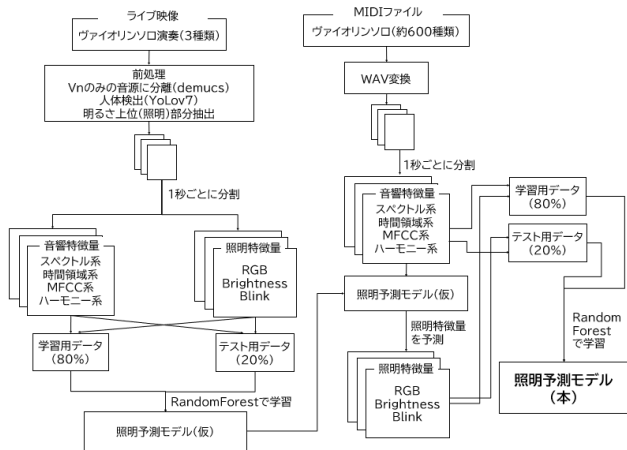 ライブ映像
ヴァイオリンソロ演奏(3種類)
前処理
Vnのみの音源に分離(demucs)
人体検出(YoLov7)
明るさ上位(照明)部分抽出
1秒ごとに分割
音響特徴量
スペクトル系
時間領域系
MFCC系
ハーモニー系
照明特徴量
RGB
Brightness
Blink
学習用データ
(80%)
テスト用データ
(20%)
RandomForestで学習
照明予測モデル(仮)
MIDIファイル
ヴァイオリンソロ(約600種類)
WAV変換
1秒ごとに分割
音響特徴量
スペクトル系
時間領域系
MFCC系
ハーモニー系
照明予測モデル(仮)
照明特徴量
を予測
照明特徴量
RGB
Brightness
Blink
学習用データ
(80%)
テスト用データ
(20%)
Random
Forest
で学習
照明予測モデル
(本)